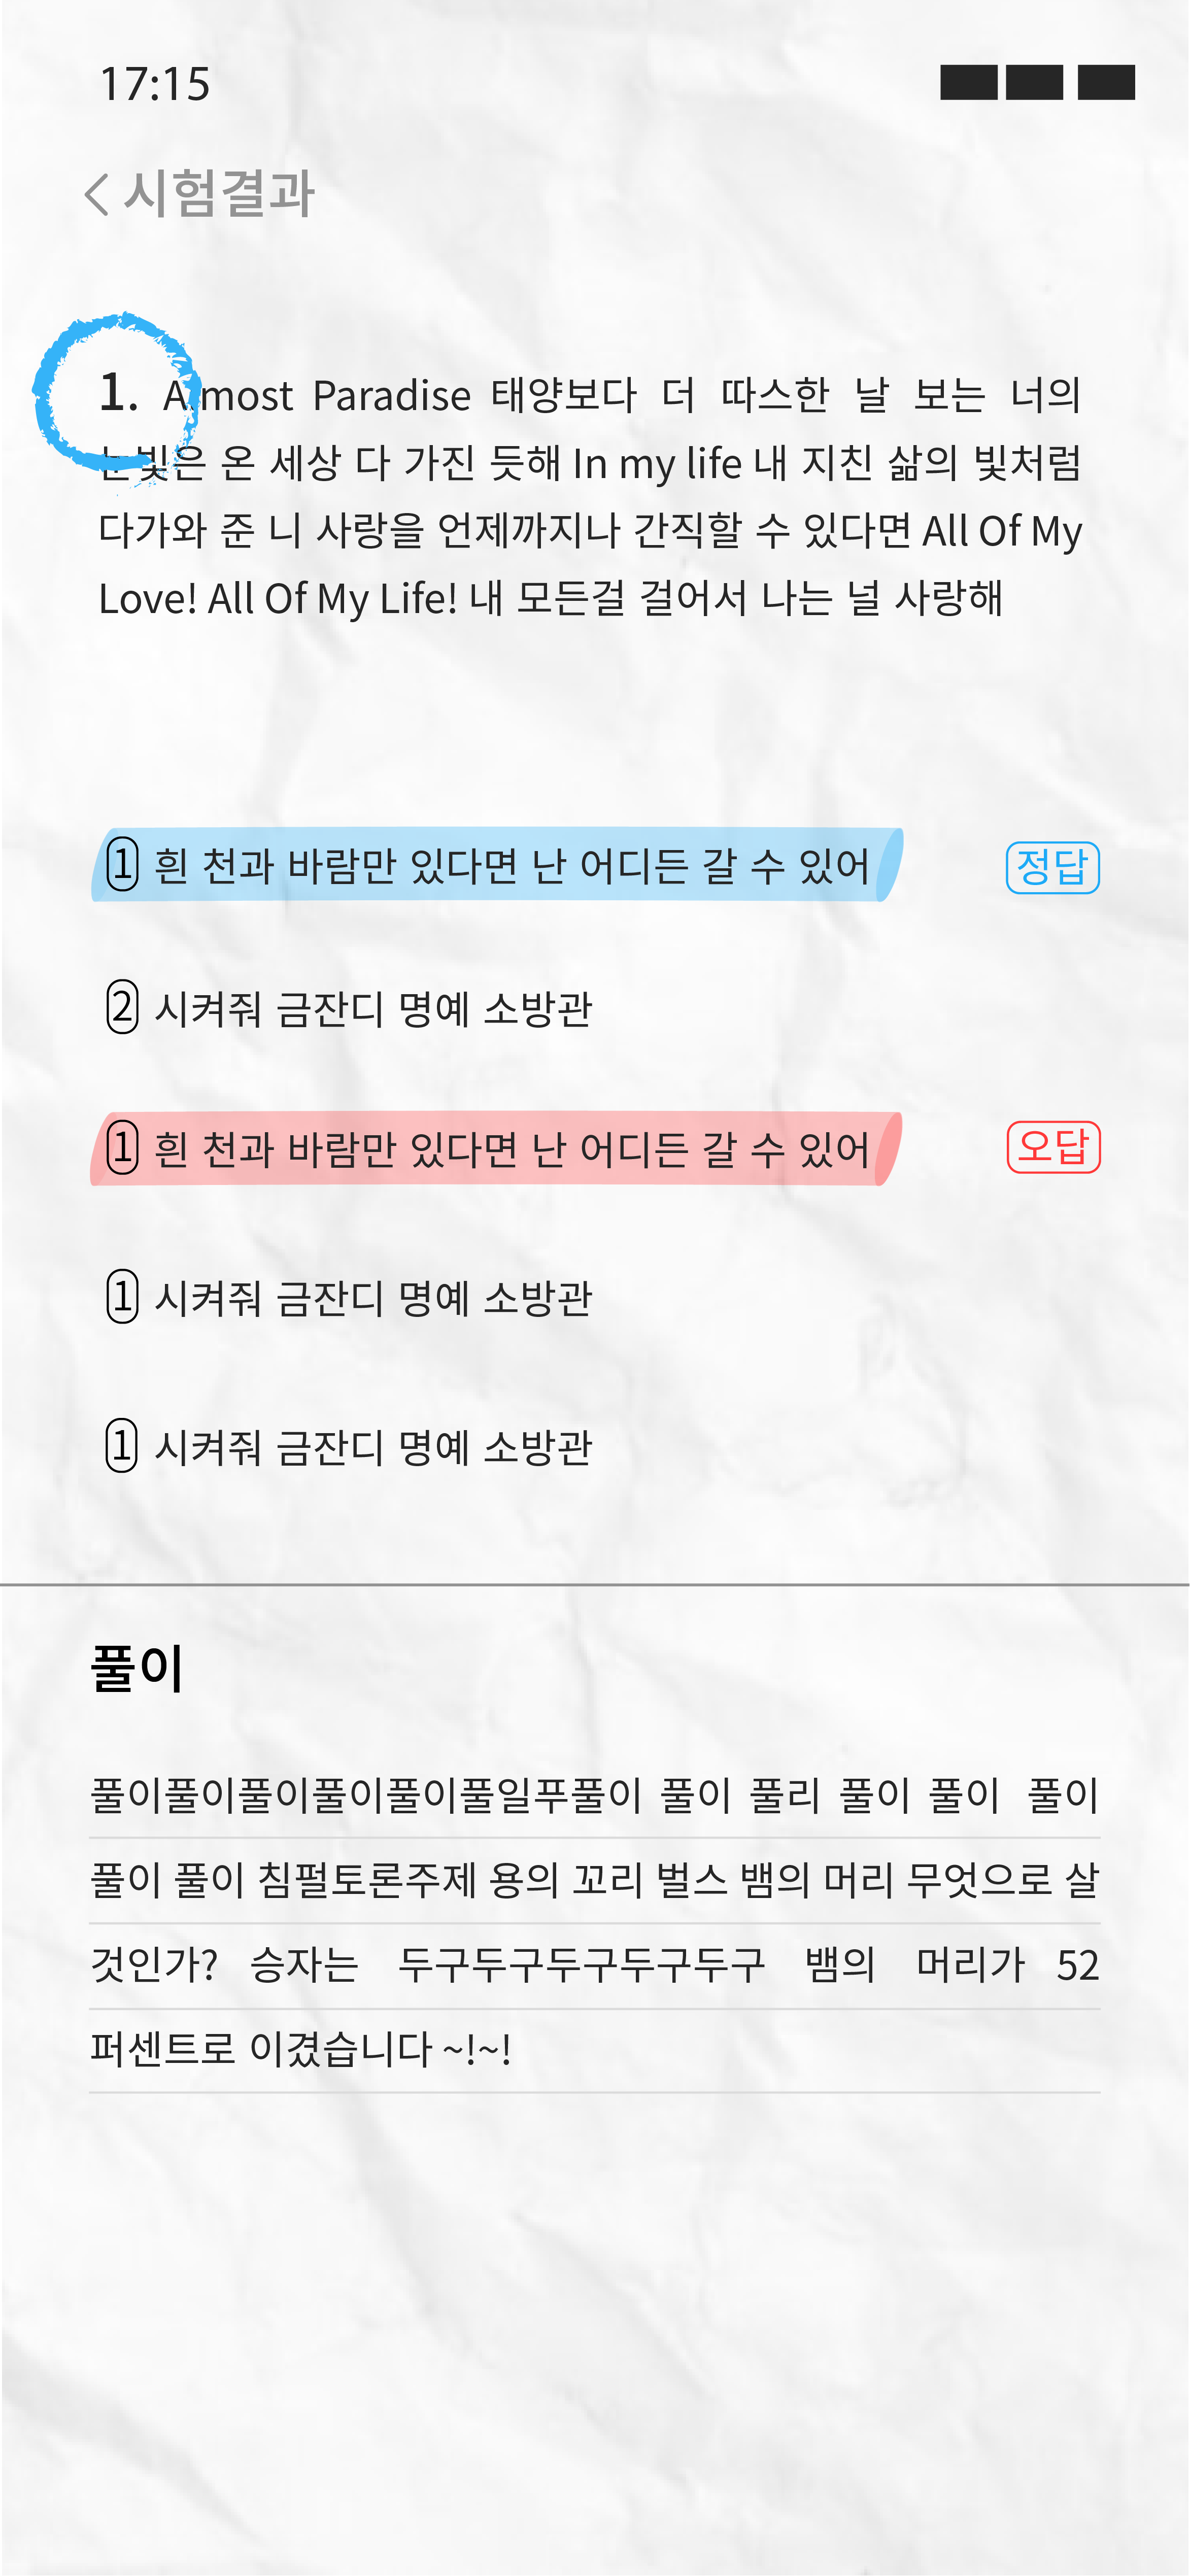 17:15
시험결과
1. Almost Paradise 태양보다 더 따스한 날 보는 너의
눈빛은 온 세상 다 가진 듯해 In my life 내 지친 삶의 빛처럼
다가와 준 니 사랑을 언제까지나 간직할 수 있다면 All Of My
Love! All Of My Life! 내 모든걸 걸어서 나는 널 사랑해
1 흰 천과 바람만 있다면 난 어디든 갈 수 있어 정답
2 시켜줘 금잔디 명예 소방관
1 흰 천과 바람만 있다면 난 어디든 갈 수 있어 오답
1 시켜줘 금잔디 명예 소방관
1 시켜줘 금잔디 명예 소방관
풀이
풀이풀이풀이풀이풀이풀일푸풀이 풀이 풀리 풀이 풀이 풀이
풀이 풀이 침펄토론주제 용의 꼬리 벌스 뱀의 머리 무엇으로 살
것인가? 승자는 두구두구두구두구두구 뱀의 머리가 52
퍼센트로 이겼습니다 ~!~!